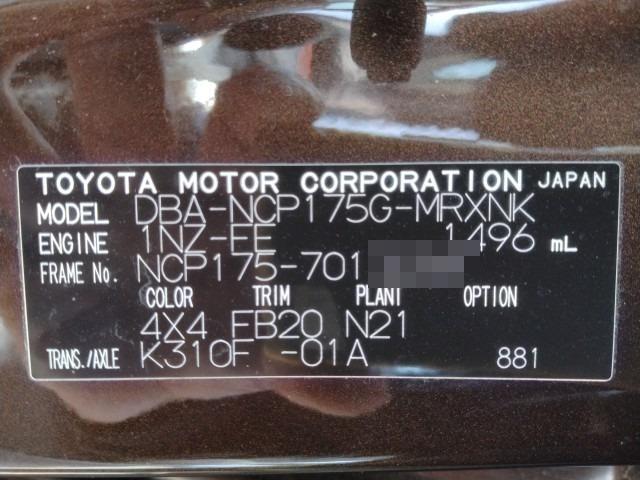 TOYOTA MOTOR CORPORATION JAPAN
MODEL DBA-NCP175G-MRXNK
ENGINE 1NZ-FE 1496 mL
FRAME No. NCP175-701
COLOR TRIM PLANT OPTION
4X4 FB20 N21
TRANS./AXLE K310F -01A 881